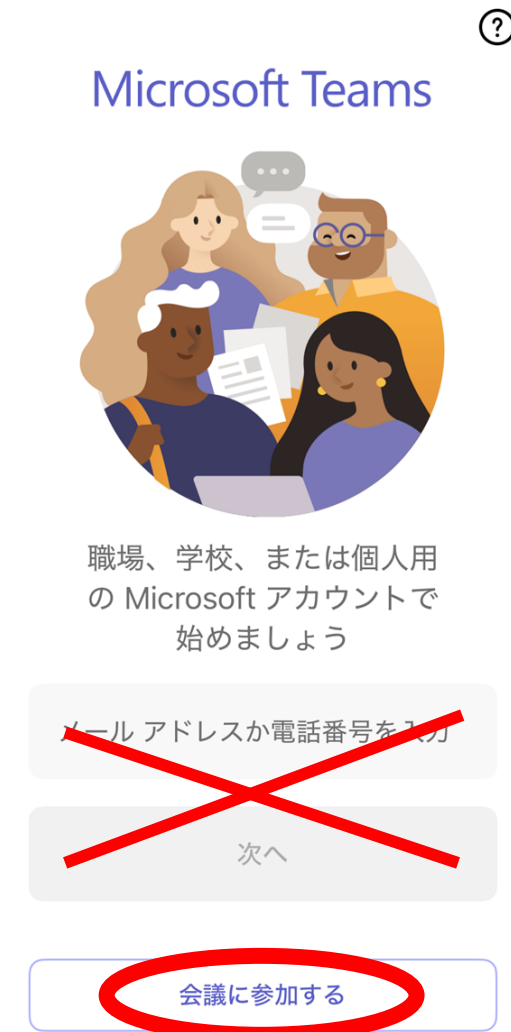 ?
Microsoft Teams
職場、学校、または個人用
の Microsoft アカウントで
始めましょう
メール アドレスか電話番号を入力
次へ
会議に参加する